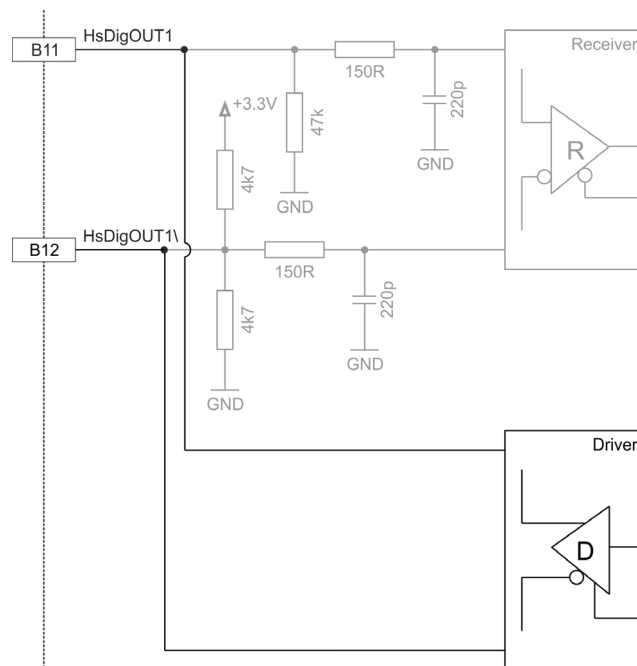 B11
HsDigOUT1
Receiver
150R
220p
GND
+3.3V
47k
GND
4k7
R
B12
HsDigOUT1\
150R
220p
GND
4k7
GND
Driver
D